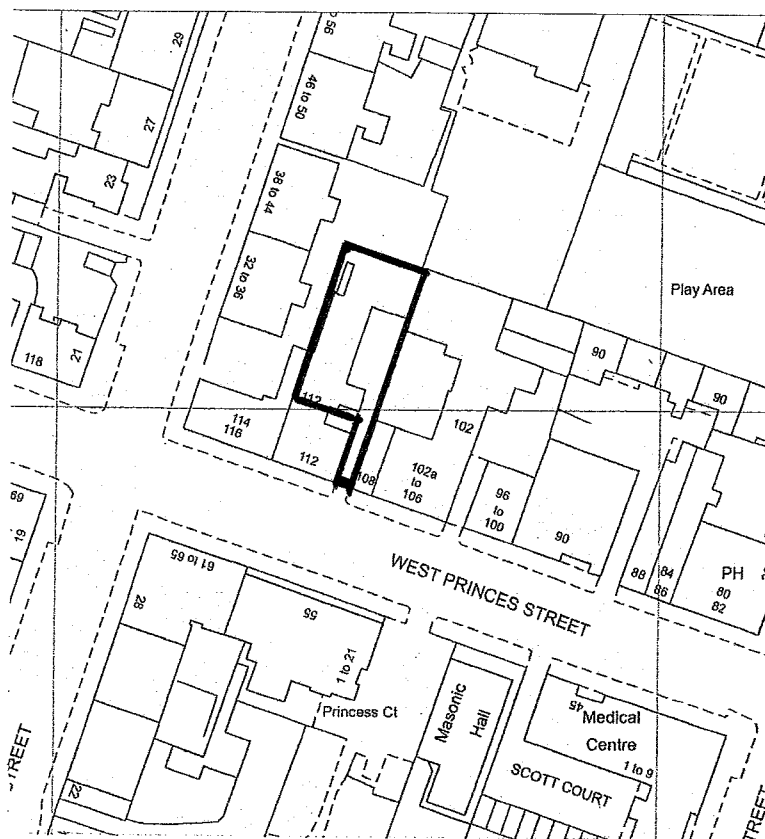 29
27
23
56
46 to 50
38 to 44
32 to 36
118
21
112
114
116
112
108
102a
to
106
102
96
to
100
90
90
90
Play Area
88
84
86
PH
80
82
WEST PRINCES STREET
69
19
61 to 65
28
55
1 to 21
Princess Ct
Masonic
Hall
45
Medical
Centre
1 to 9
SCOTT COURT
22